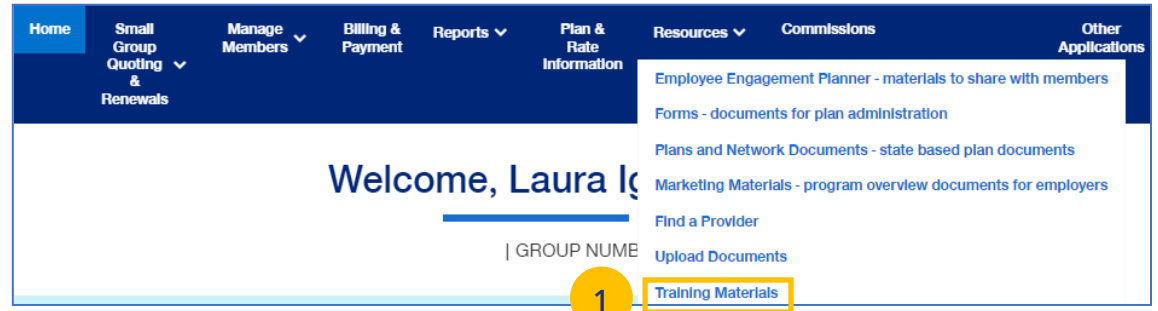 Home
Small
Group
Quoting
&
Renewals
Manage
Members
Billing &
Payment
Reports
Plan &
Rate
Information
Resources
Commissions
Other
Applications
Employee Engagement Planner - materials to share with members
Forms - documents for plan administration
Plans and Network Documents - state based plan documents
Marketing Materials - program overview documents for employers
Find a Provider
Upload Documents
Training Materials
Welcome, Laura
| GROUP
1